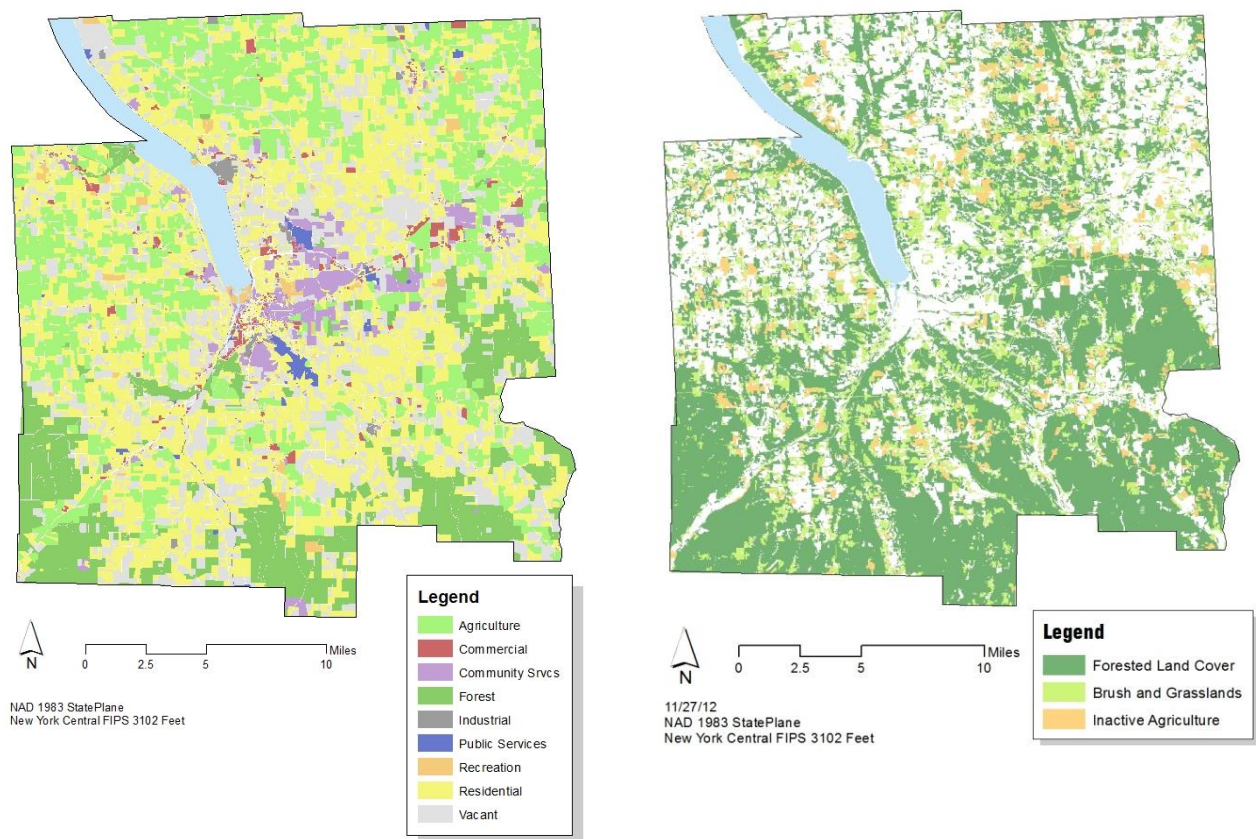 Legend
Agriculture
Commercial
Community Srvcs
Forest
Industrial
Public Services
Recreation
Residential
Vacant
N
0 2.5 5 10 Miles
NAD 1983 StatePlane
New York Central FIPS 3102 Feet
Legend
Forested Land Cover
Brush and Grasslands
Inactive Agriculture
N
0 2.5 5 10 Miles
11/27/12
NAD 1983 StatePlane
New York Central FIPS 3102 Feet